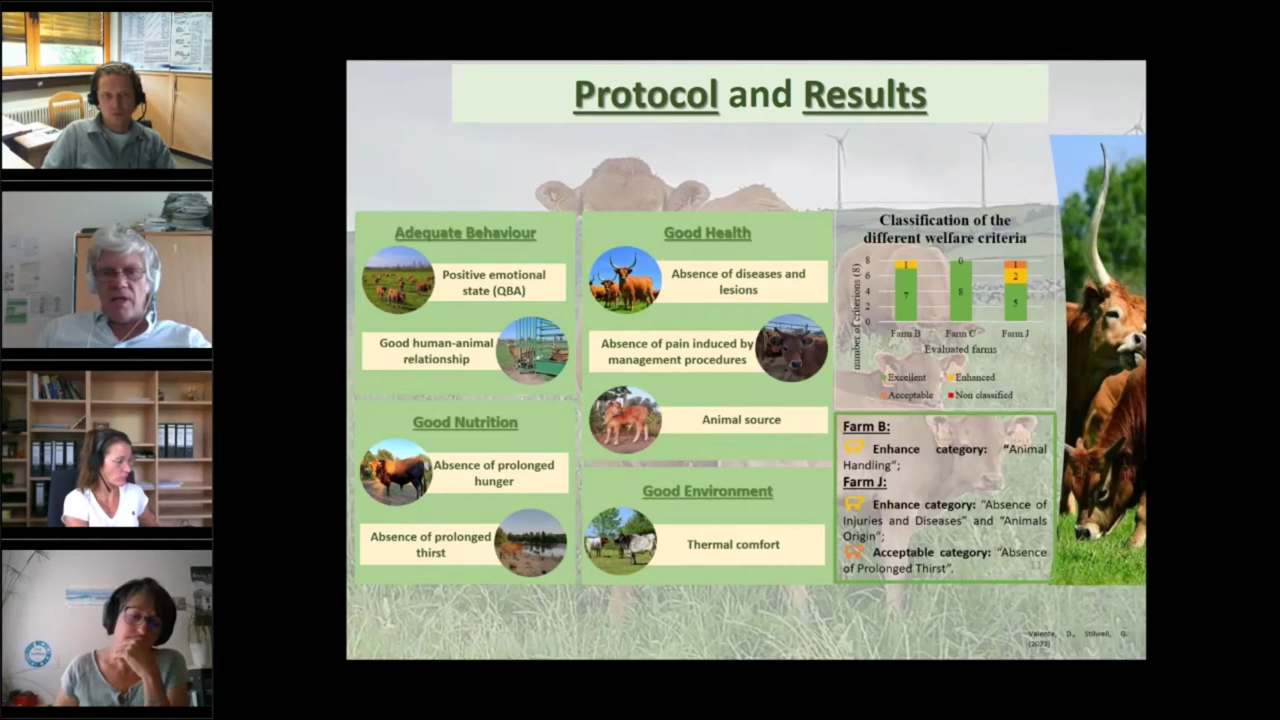 Protocol and Results
Adequate Behaviour
Positive emotional
state (QBA)
Good human-animal
relationship
Good Nutrition
Absence of prolonged
hunger
Absence of prolonged
thirst
Good Health
Absence of diseases and
lesions
Absence of pain induced by
management procedures
Animal source
Good Environment
Thermal comfort
Classification of the
different welfare criteria
number of criterions (8)
8
6
4
2
0
1
7
0
8
1
2
5
Farm B
Farm C
Farm J
Evaluated farms
Excellent
Enhanced
Acceptable
Non classified
Farm B:
Enhance category: “Animal
Handling”;
Farm J:
Enhance category: “Absence of
Injuries and Diseases” and “Animals
Origin”;
Acceptable category: “Absence
of Prolonged Thirst”.
11
Valente, D., Stilwell, G.
(2022)